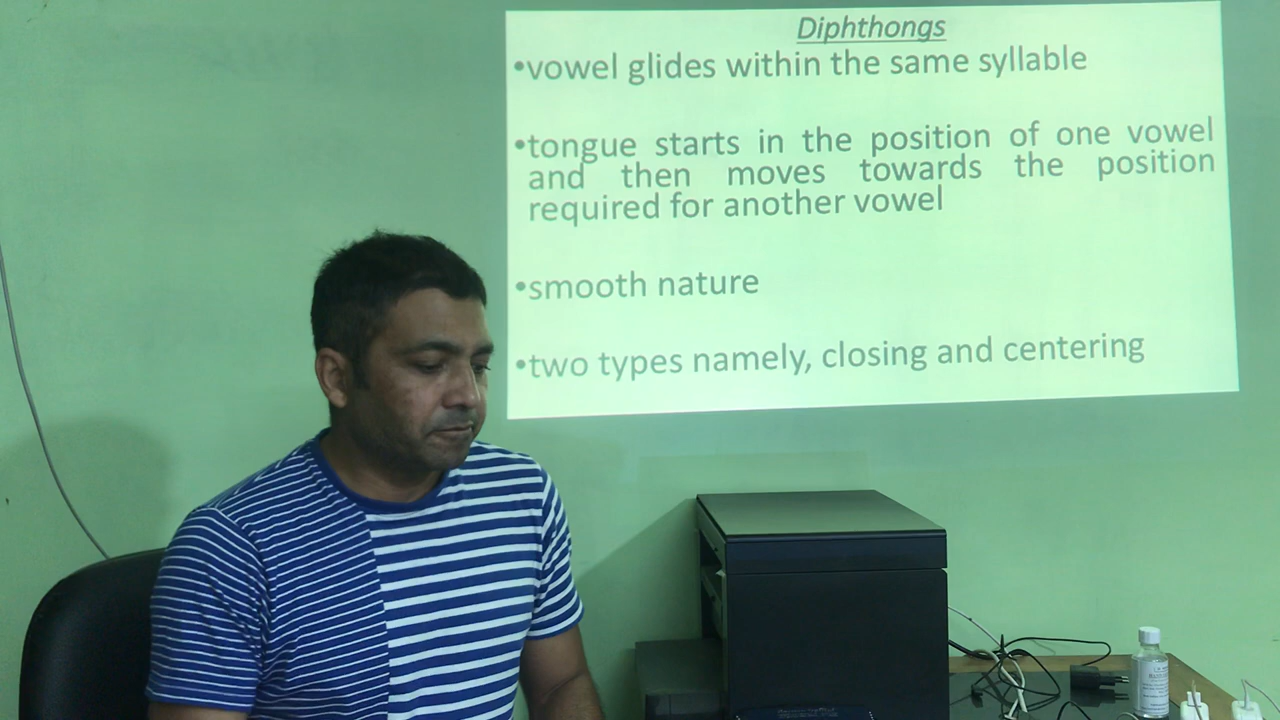 Diphthongs
•vowel glides within the same syllable
•tongue starts in the position of one vowel
and then moves towards the position
required for another vowel
•smooth nature
•two types namely, closing and centering